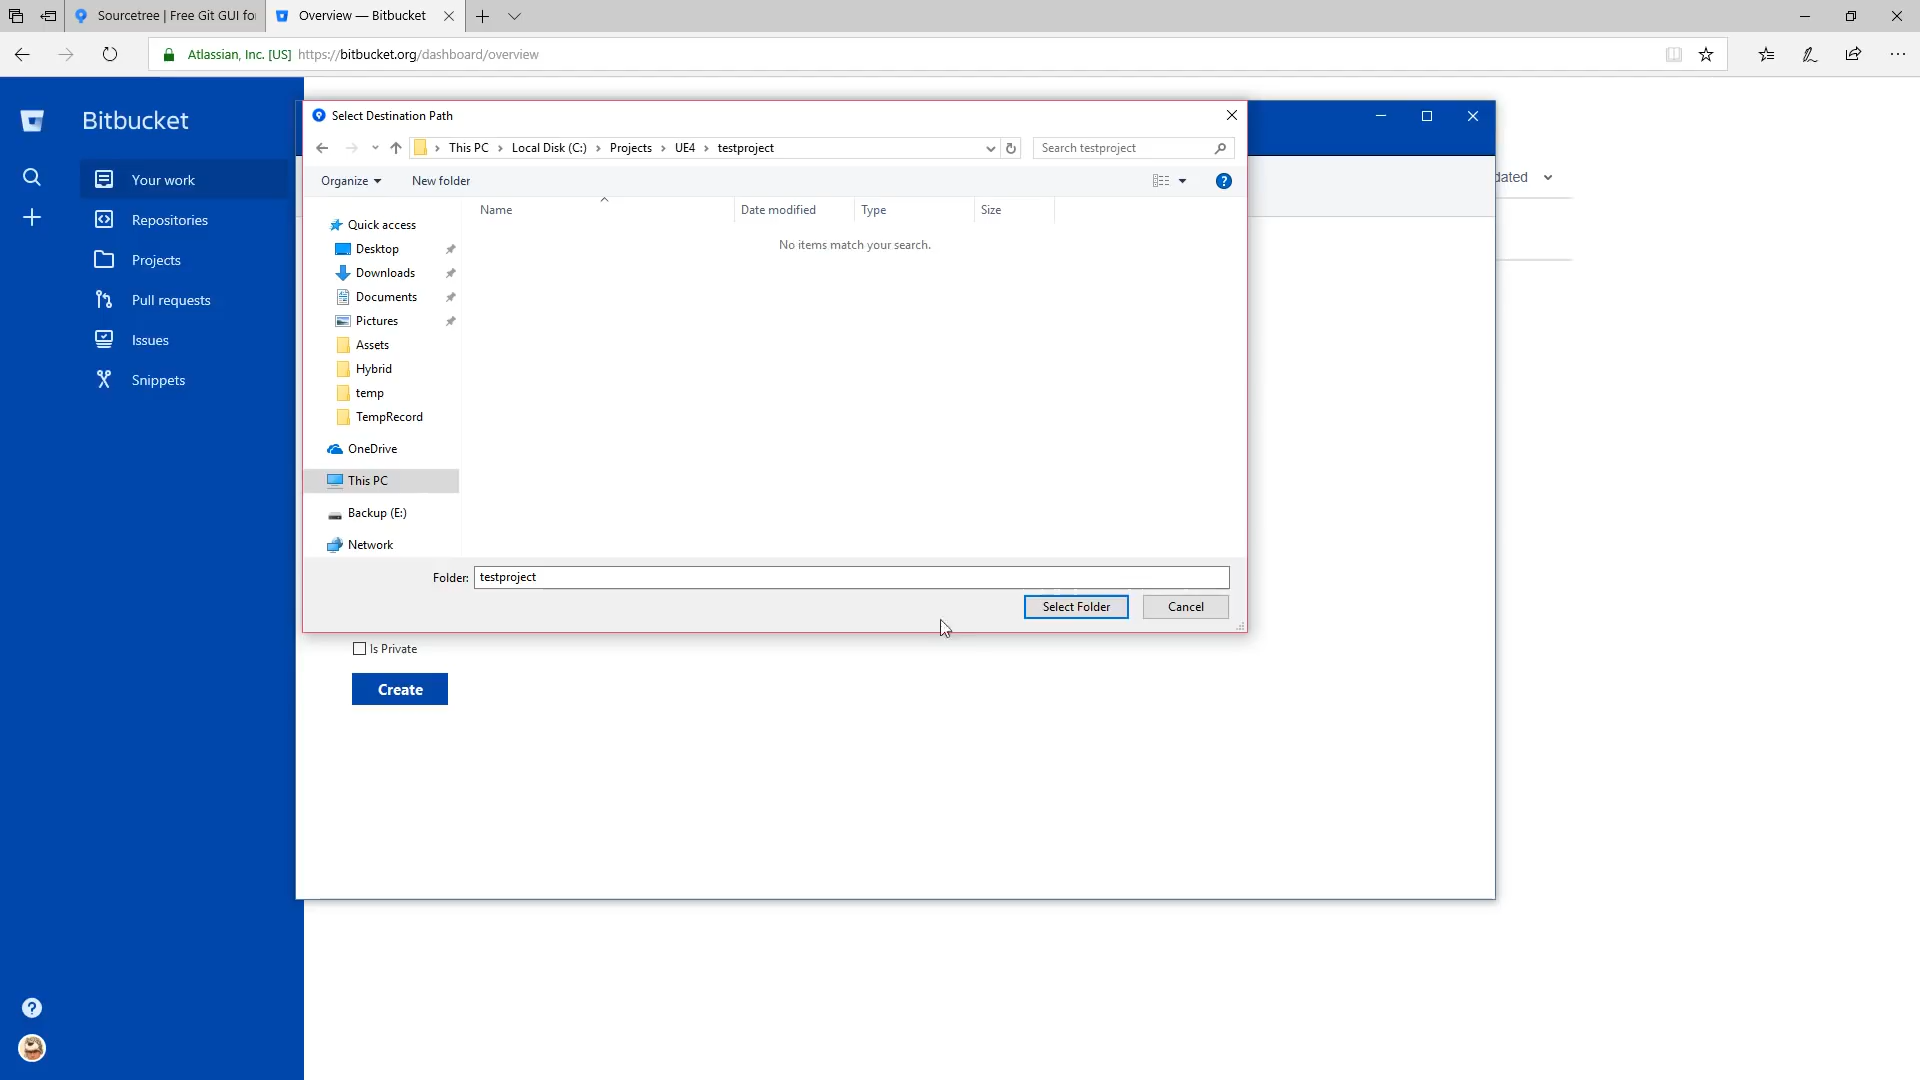 Sourcetree | Free Git GUI fo
Overview — Bitbucket
Atlassian, Inc. [US] https://bitbucket.org/dashboard/overview
Bitbucket
Your work
Repositories
Projects
Pull requests
Issues
Snippets
Select Destination Path
This PC > Local Disk (C:) > Projects > UE4 > testproject
Search testproject
Organize
New folder
?
Name
Date modified
Type
Size
No items match your search.
Quick access
Desktop
Downloads
Documents
Pictures
Assets
Hybrid
temp
TempRecord
OneDrive
This PC
Backup (E:)
Network
Folder: testproject
Select Folder
Cancel
dated
Is Private
Create
?